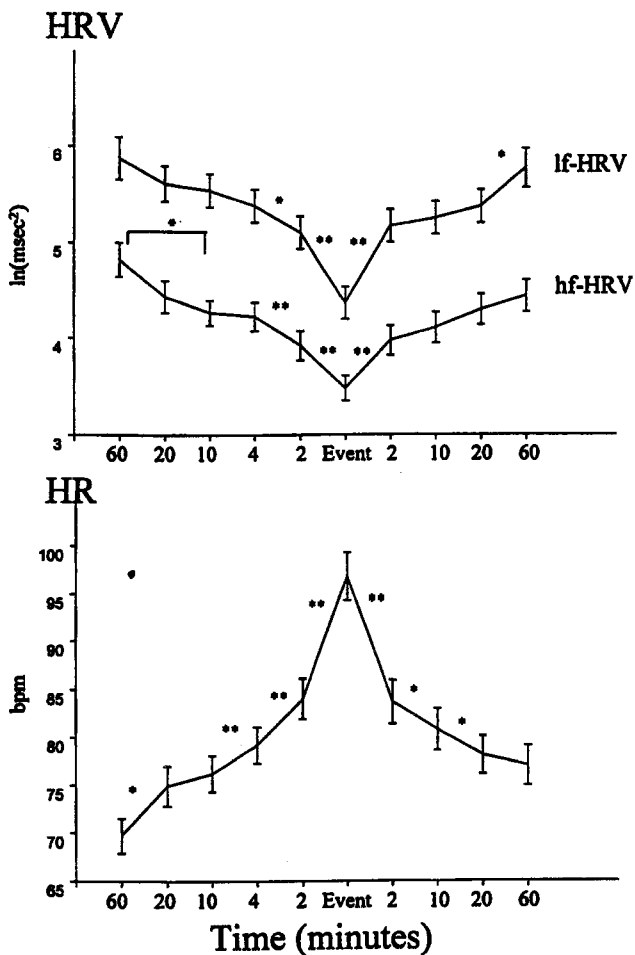 HRV
6
5
4
3
ln(msec²)
* ** ** *
lf-HRV
*
** ** **
hf-HRV
60 20 10 4 2 Event 2 10 20 60
HR
100
95
90
85
80
75
70
65
bpm
** **
** ** * *
*
60 20 10 4 2 Event 2 10 20 60
Time (minutes)